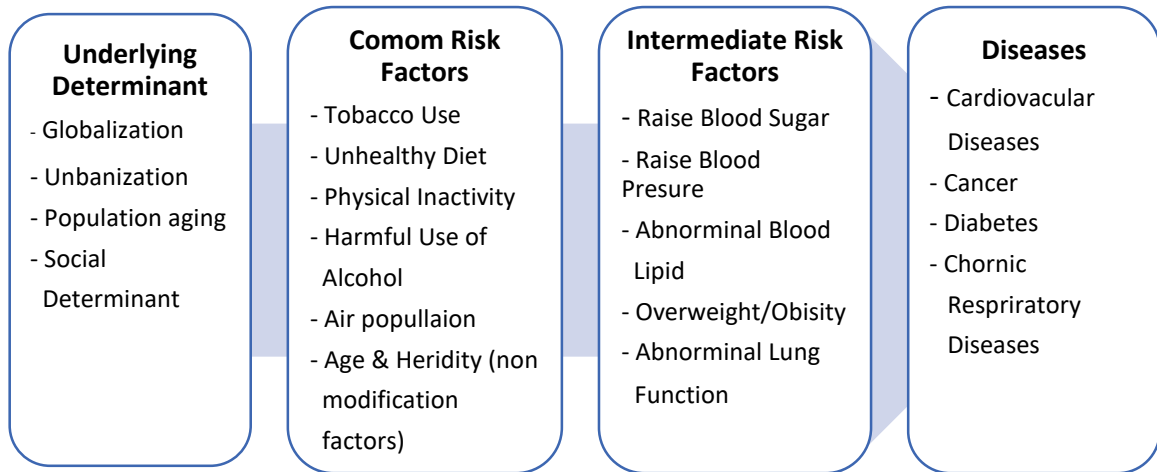 Underlying
Determinant
- Globalization
- Unbanization
- Population aging
- Social
Determinant
Comom Risk
Factors
- Tobacco Use
- Unhealthy Diet
- Physical Inactivity
- Harmful Use of
Alcohol
- Air popullaion
- Age & Heridity (non
modification
factors)
Intermediate Risk
Factors
- Raise Blood Sugar
- Raise Blood
Presure
- Abnorminal Blood
Lipid
- Overweight/Obisity
- Abnorminal Lung
Function
Diseases
- Cardiovacular
Diseases
- Cancer
- Diabetes
- Chornic
Respriratory
Diseases